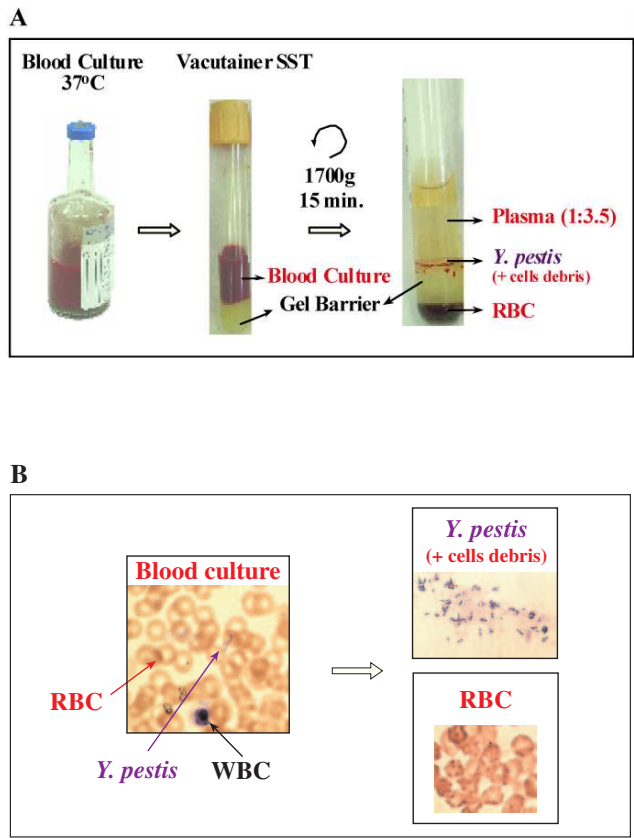 A
Blood Culture
37ºC
Vacutainer SST
1700g
15 min.
Plasma (1:3.5)
Y. pestis
(+ cells debris)
Blood Culture
Gel Barrier
RBC
B
Blood culture
Y. pestis
(+ cells debris)
RBC
RBC
Y. pestis
WBC